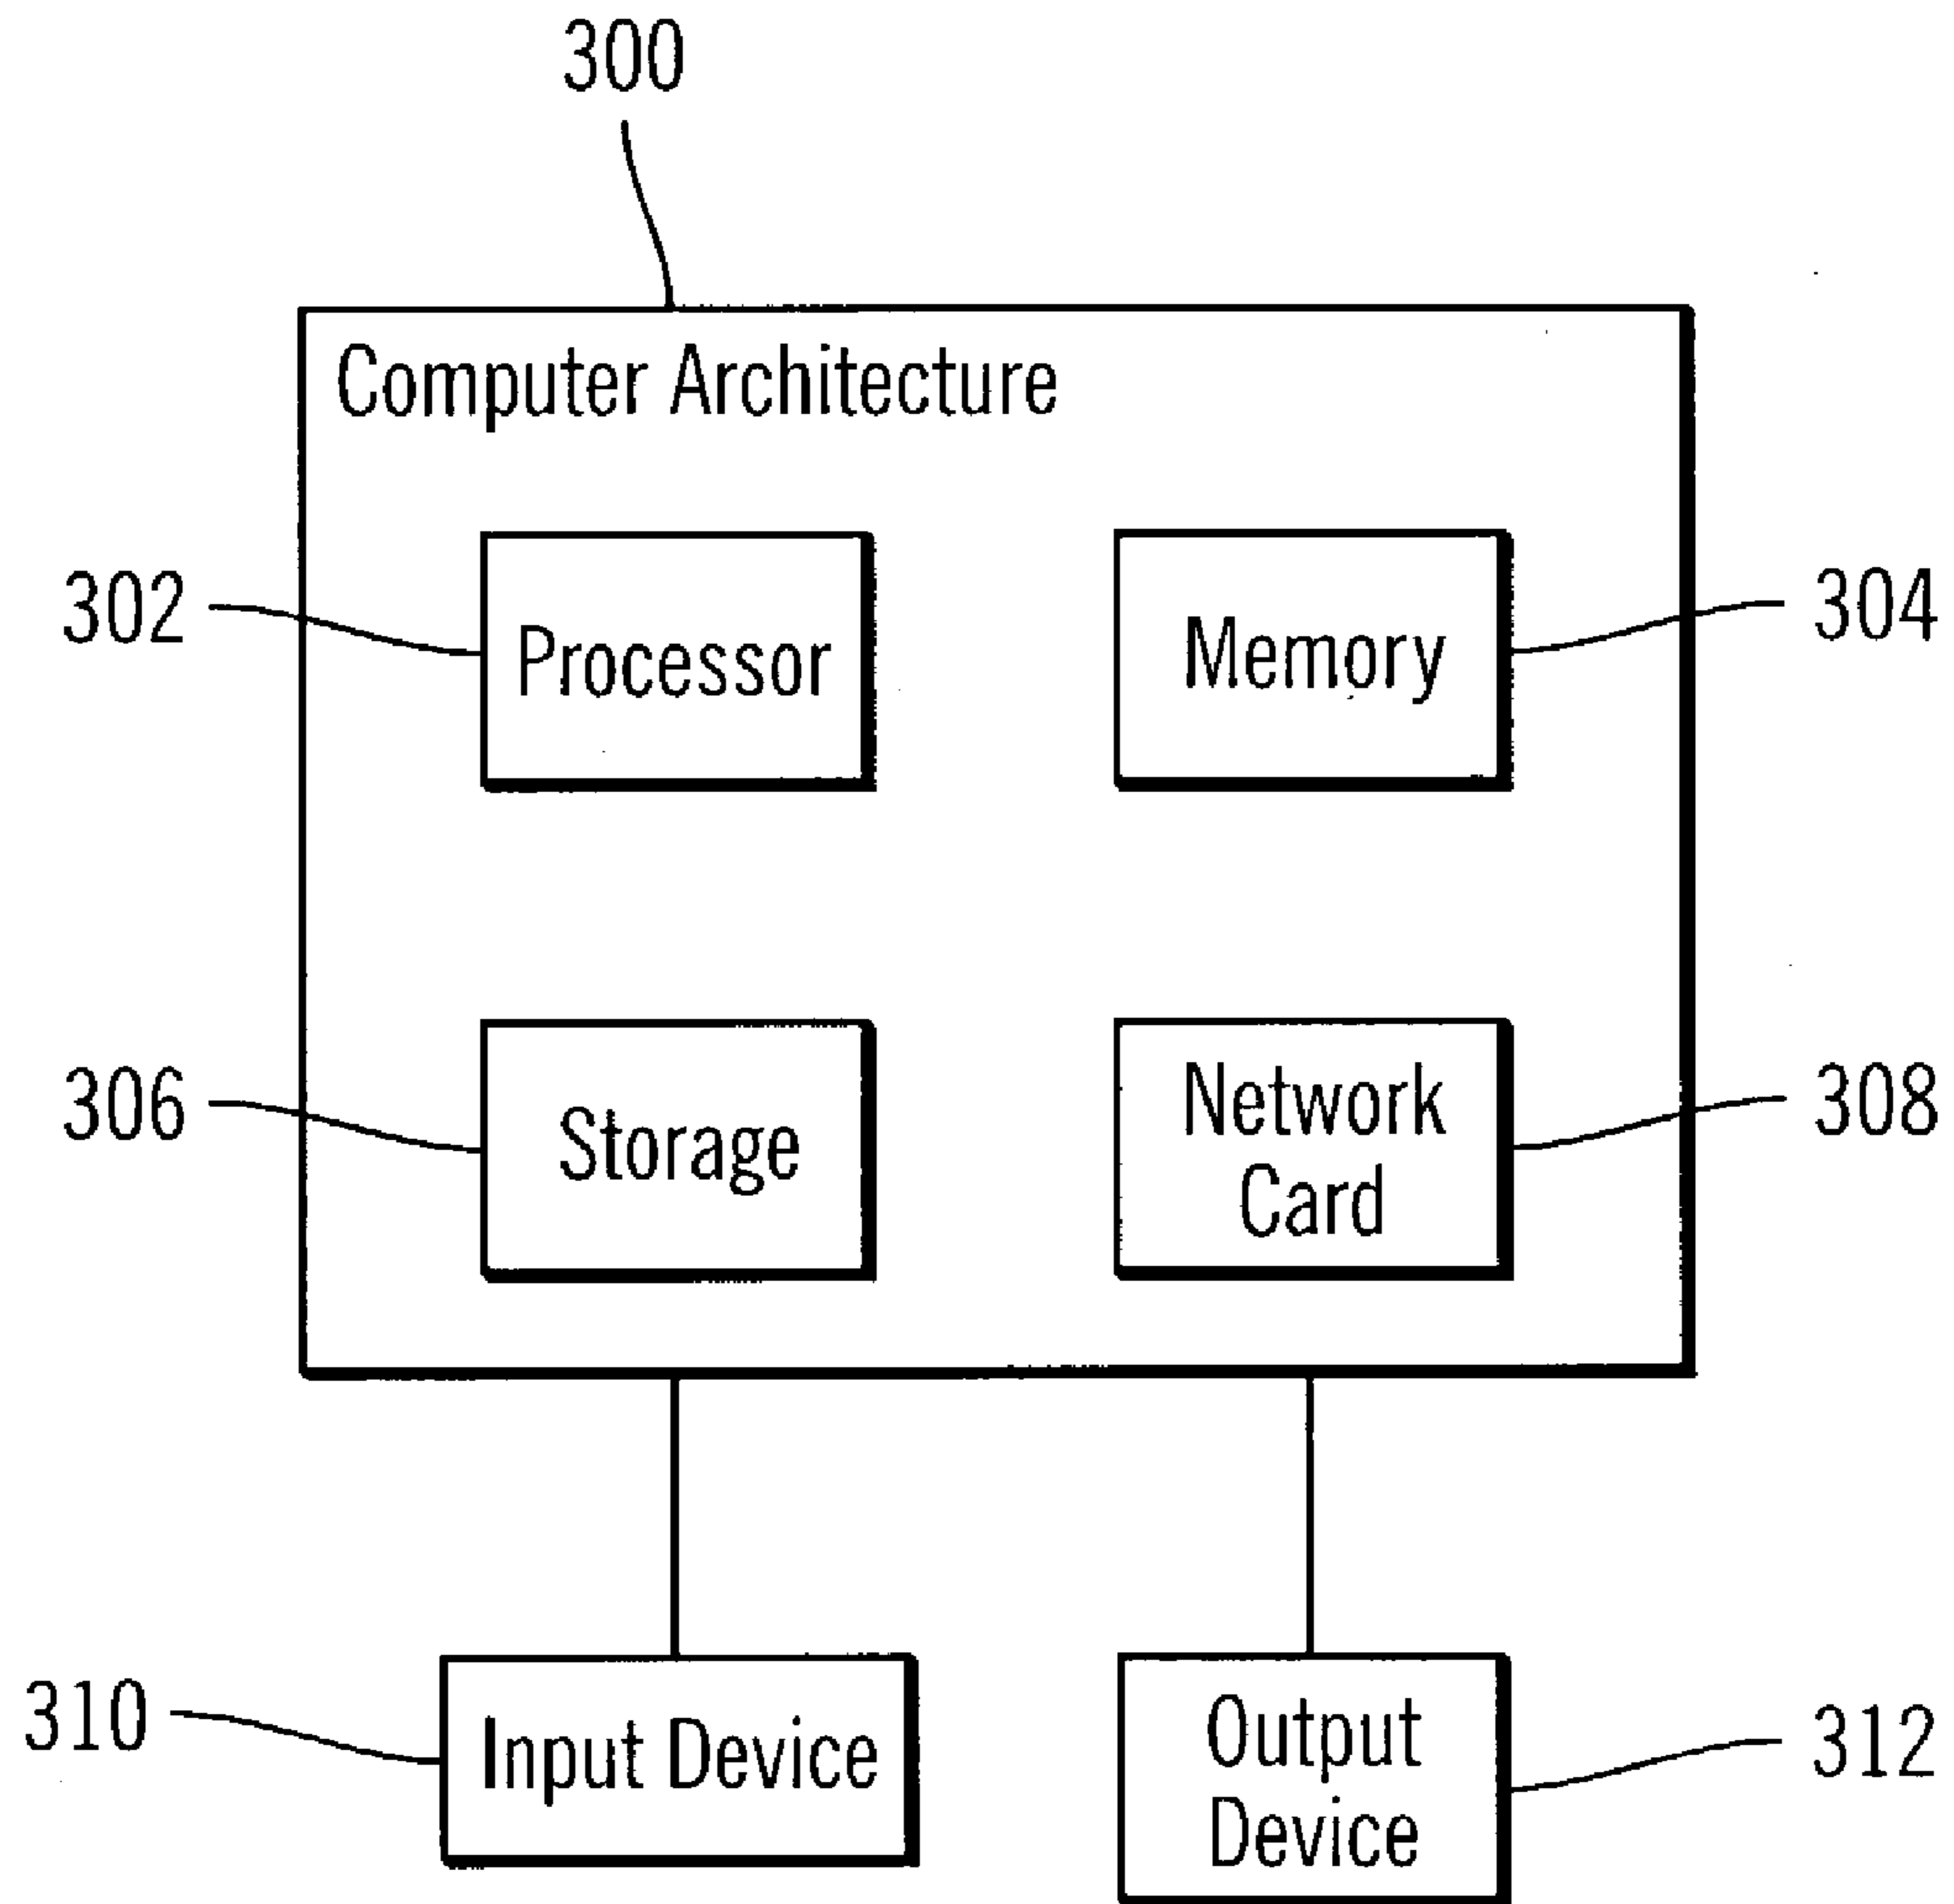 300
Computer Architecture
302
Processor
Memory
304
306
Storage
Network
Card
308
310
Input Device
Output
Device
312